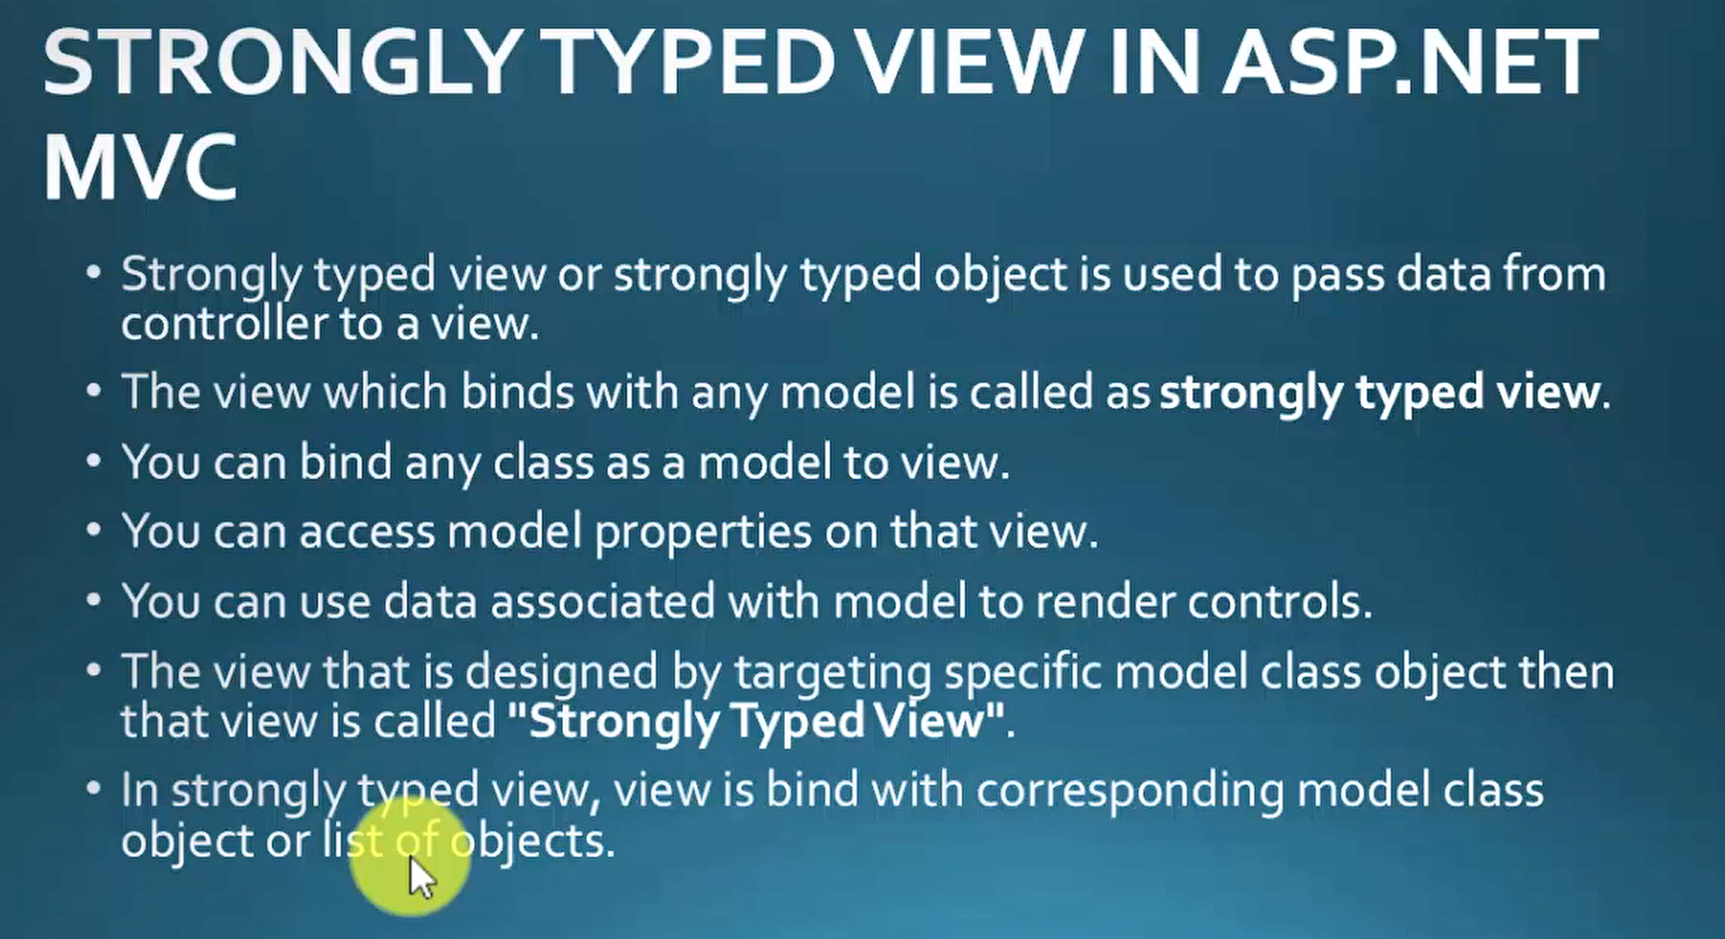 STRONGLY TYPED VIEW IN ASP.NET
MVC
• Strongly typed view or strongly typed object is used to pass data from
controller to a view.
• The view which binds with any model is called as strongly typed view.
• You can bind any class as a model to view.
• You can access model properties on that view.
• You can use data associated with model to render controls.
• The view that is designed by targeting specific model class object then
that view is called "Strongly Typed View".
• In strongly typed view, view is bind with corresponding model class
object or list of objects.